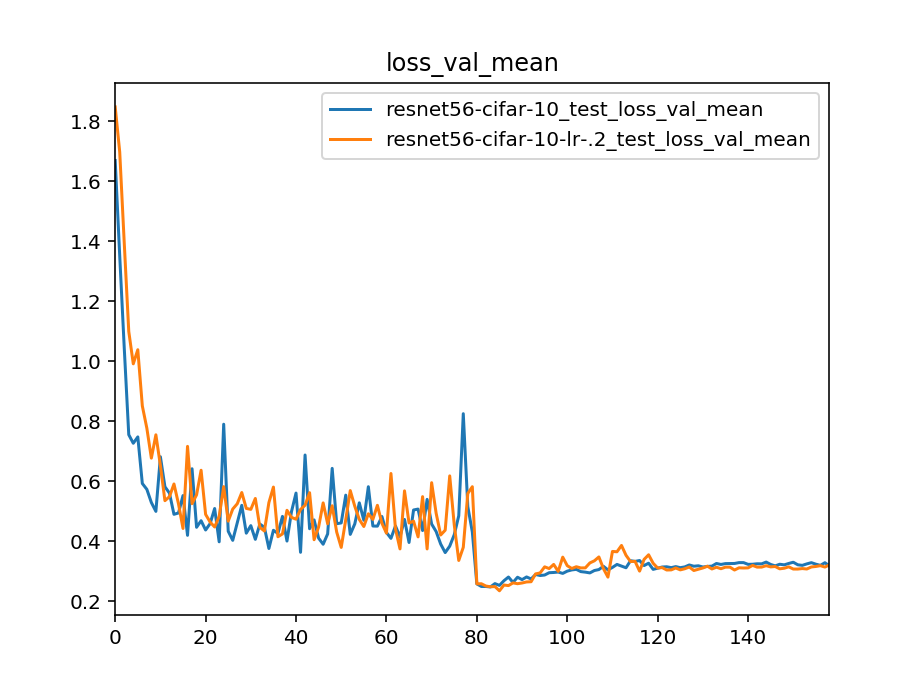 loss_val_mean
resnet56-cifar-10_test_loss_val_mean
resnet56-cifar-10-lr-.2_test_loss_val_mean
1.8
1.6
1.4
1.2
1.0
0.8
0.6
0.4
0.2
0 20 40 60 80 100 120 140